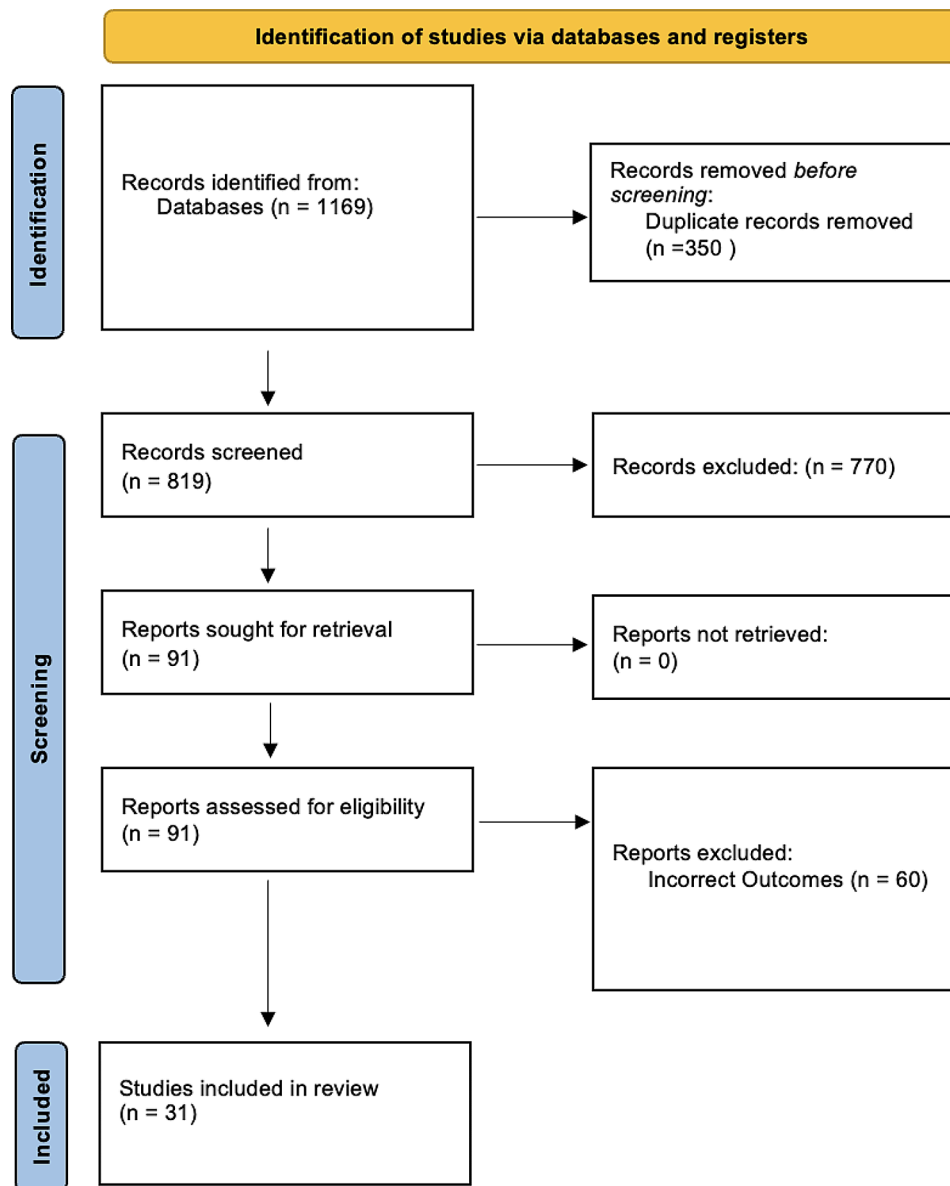 Identification of studies via databases and registers
Identification
Records identified from:
Databases (n = 1169)
Records removed before
screening:
Duplicate records removed
(n =350 )
Screening
Records screened
(n = 819)
Records excluded: (n = 770)
Reports sought for retrieval
(n = 91)
Reports not retrieved:
(n = 0)
Reports assessed for eligibility
(n = 91)
Reports excluded:
Incorrect Outcomes (n = 60)
Included
Studies included in review
(n = 31)